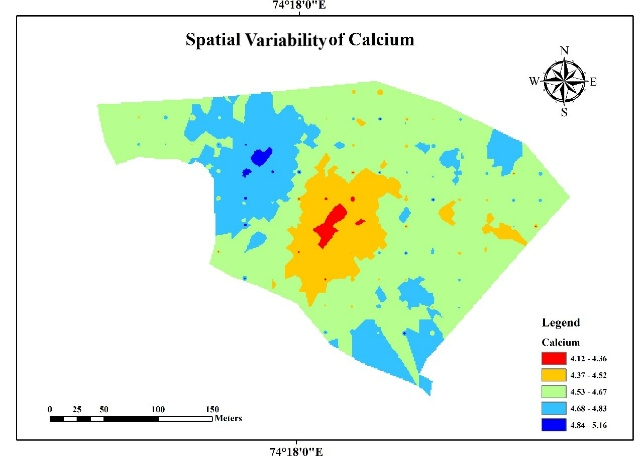 74°18'0"E
Spatial Variability of Calcium
N
W E
S
Legend
Calcium
4.12 - 4.36
4.37 - 4.52
4.53 - 4.67
4.68 - 4.83
4.84 - 5.16
0 25 50 100 150
Meters
74°18'0"E